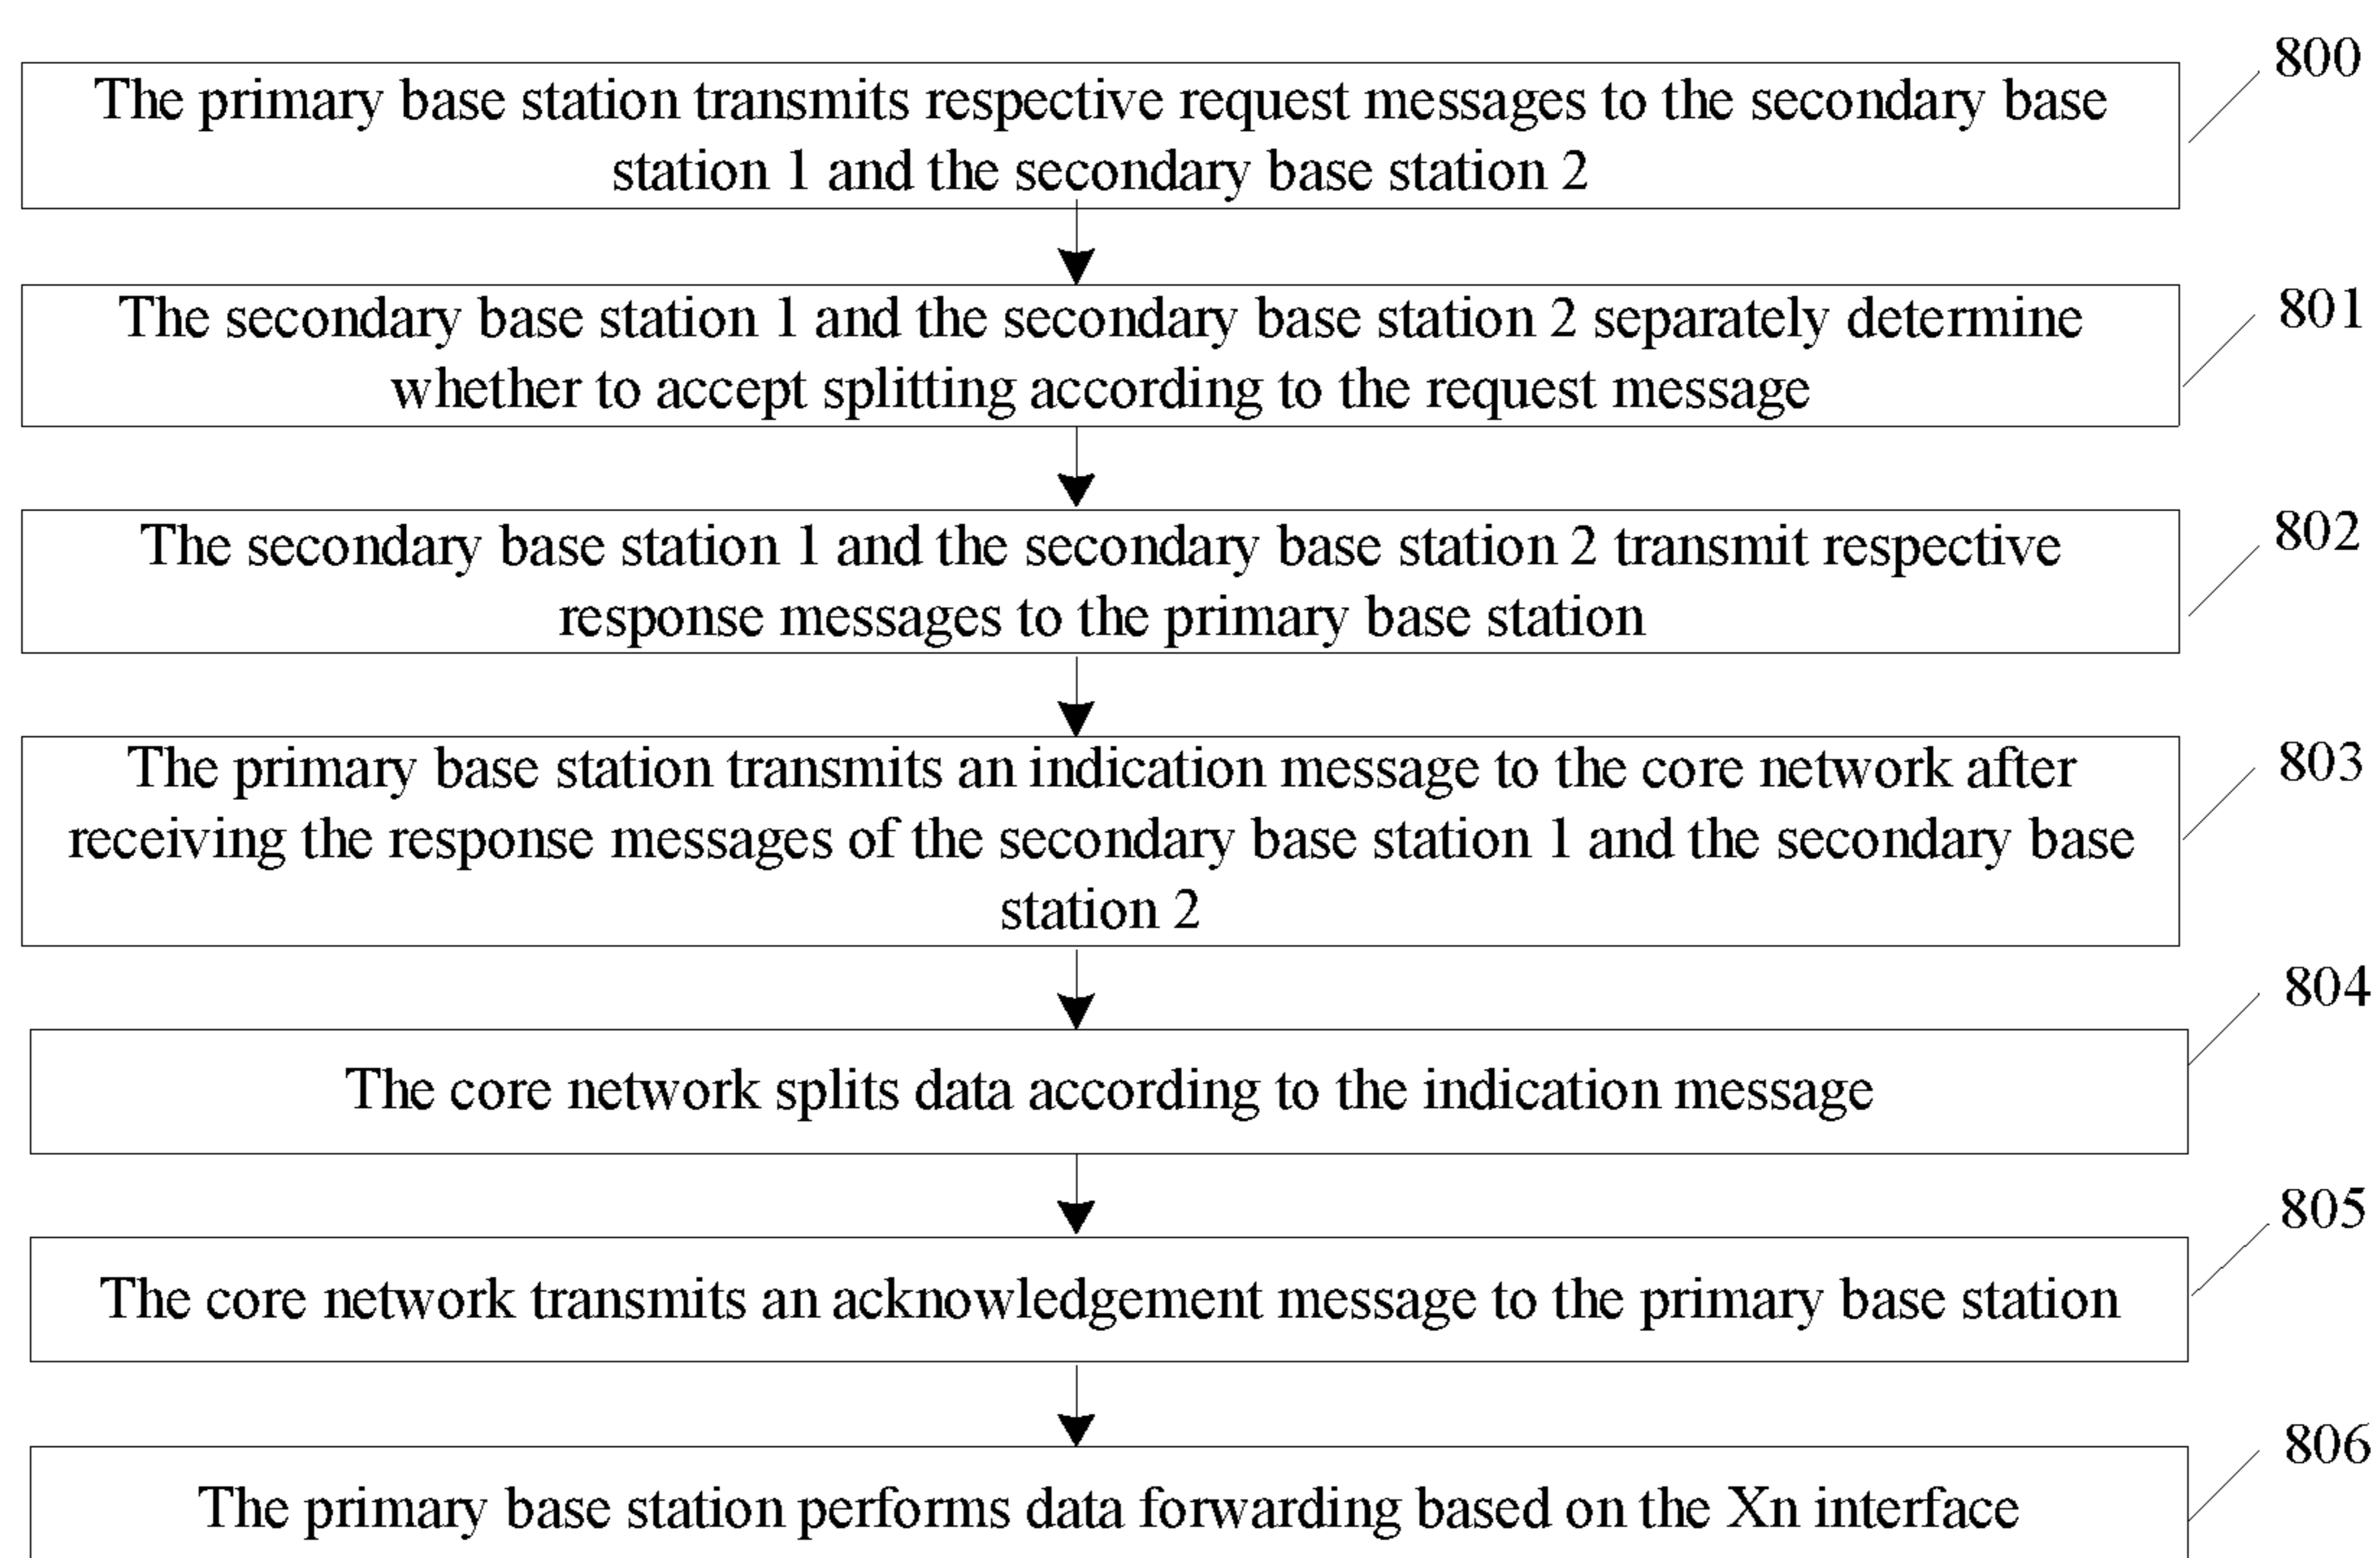 800
The primary base station transmits respective request messages to the secondary base
station 1 and the secondary base station 2
801
The secondary base station 1 and the secondary base station 2 separately determine
whether to accept splitting according to the request message
802
The secondary base station 1 and the secondary base station 2 transmit respective
response messages to the primary base station
803
The primary base station transmits an indication message to the core network after
receiving the response messages of the secondary base station 1 and the secondary base
station 2
804
The core network splits data according to the indication message
805
The core network transmits an acknowledgement message to the primary base station
806
The primary base station performs data forwarding based on the Xn interface